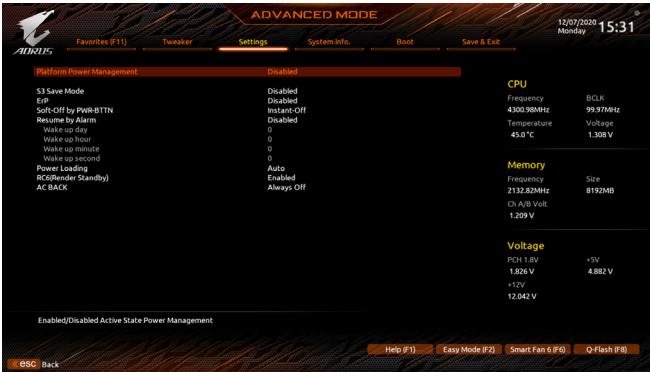 ADVANCED MODE
12/07/2020 Monday 15:31
AORUS
Favorites (F11) Tweaker Settings System Info. Boot Save & Exit
Platform Power Management Disabled
S3 Save Mode Disabled
ErP Disabled
Soft-Off by PWR-BTTN Instant-Off
Resume by Alarm Disabled
Wake up day 0
Wake up hour 0
Wake up minute 0
Wake up second 0
Power Loading Auto
RC6(Render Standby) Enabled
AC BACK Always Off
CPU
Frequency BCLK
4300.98MHz 99.97MHz
Temperature Voltage
45.0 °C 1.308 V
Memory
Frequency Size
2132.82MHz 8192MB
Ch A/B Volt
1.209 V
Voltage
PCH 1.8V +5V
1.826 V 4.882 V
+12V
12.042 V
Enabled/Disabled Active State Power Management
Help (F1) Easy Mode (F2) Smart Fan 6 (F6) Q-Flash (F8)
esc Back